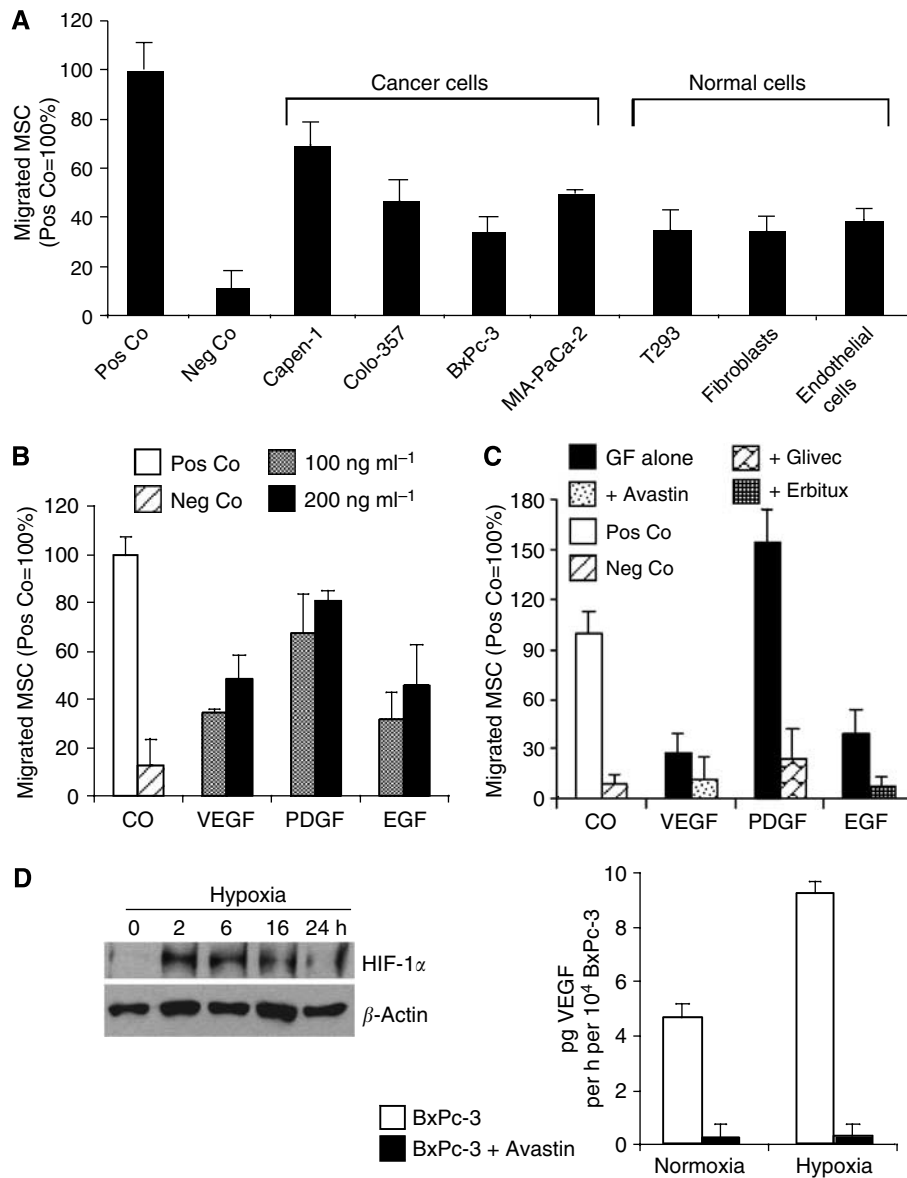 A
Migrated MSC
(Pos Co=100%)
120
100
80
60
40
20
0
Cancer cells
Normal cells
Pos Co
Neg Co
Capen-1
Colo-357
BxPc-3
MIA-PaCa-2
T293
Fibroblasts
Endothelial
cells
B
Pos Co
Neg Co
100 ng ml⁻¹
200 ng ml⁻¹
Migrated MSC (Pos Co=100%)
120
100
80
60
40
20
0
CO
VEGF
PDGF
EGF
C
GF alone
+ Avastin
Pos Co
Neg Co
+ Glivec
+ Erbitux
Migrated MSC (Pos Co=100%)
180
150
120
90
60
30
0
CO
VEGF
PDGF
EGF
D
Hypoxia
0 2 6 16 24 h
HIF-1α
β-Actin
BxPc-3
BxPc-3 + Avastin
pg VEGF
per h per 10⁴ BxPc-3
10
8
6
4
2
0
Normoxia
Hypoxia